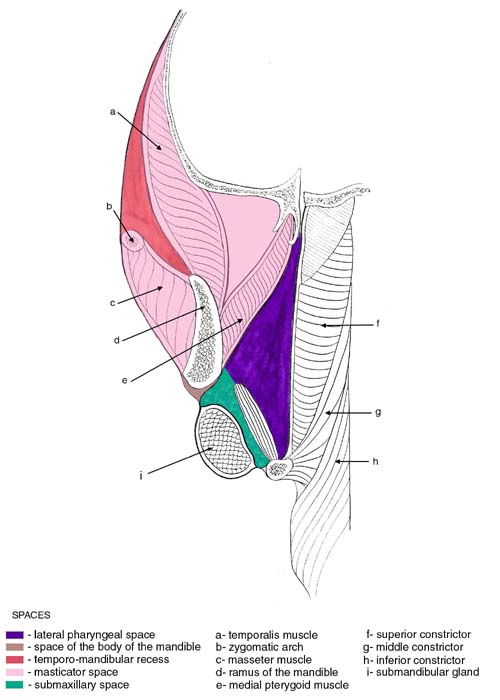 a
b
c
d
e
f
g
h
i
SPACES
- lateral pharyngeal space
- space of the body of the mandible
- temporo-mandibular recess
- masticator space
- submaxillary space
a- temporalis muscle
b- zygomatic arch
c- masseter muscle
d- ramus of the mandible
e- medial pterygoid muscle
f- superior constrictor
g- middle constrictor
h- inferior constrictor
i- submandibular gland